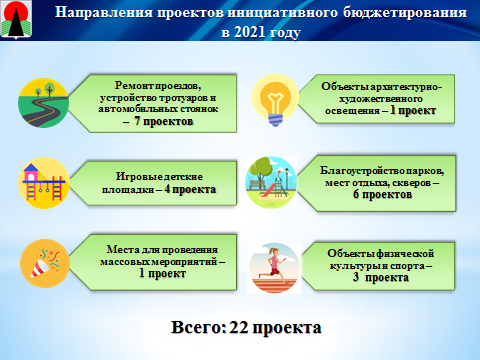 Направления проектов инициативного бюджетирования
в 2021 году
Ремонт проездов,
устройство тротуаров и
автомобильных стоянок
– 7 проектов
Объекты архитектурно-
художественного
освещения – 1 проект
Игровые детские
площадки – 4 проекта
Благоустройство парков,
мест отдыха, скверов –
6 проектов
Места для проведения
массовых мероприятий –
1 проект
Объекты физической
культуры и спорта –
3 проекта
Всего: 22 проекта